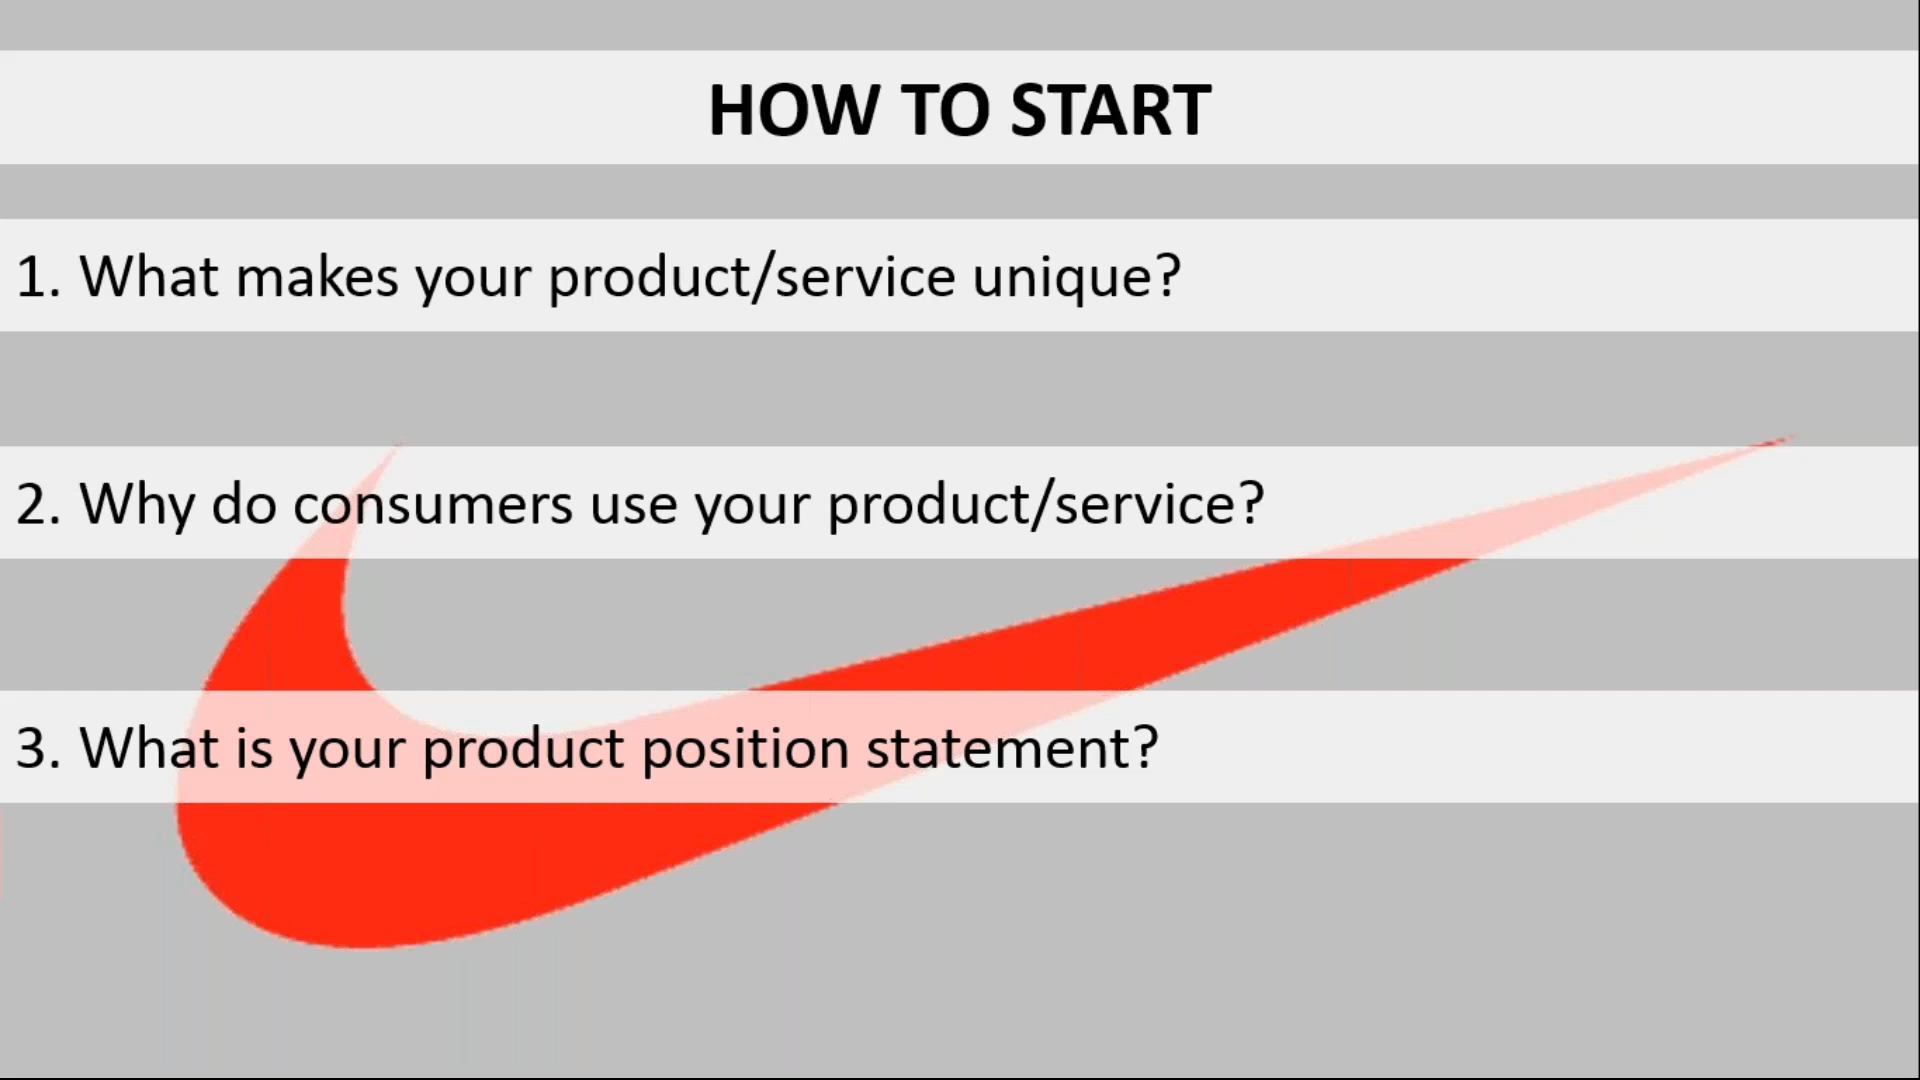 HOW TO START
1. What makes your product/service unique?
2. Why do consumers use your product/service?
3. What is your product position statement?